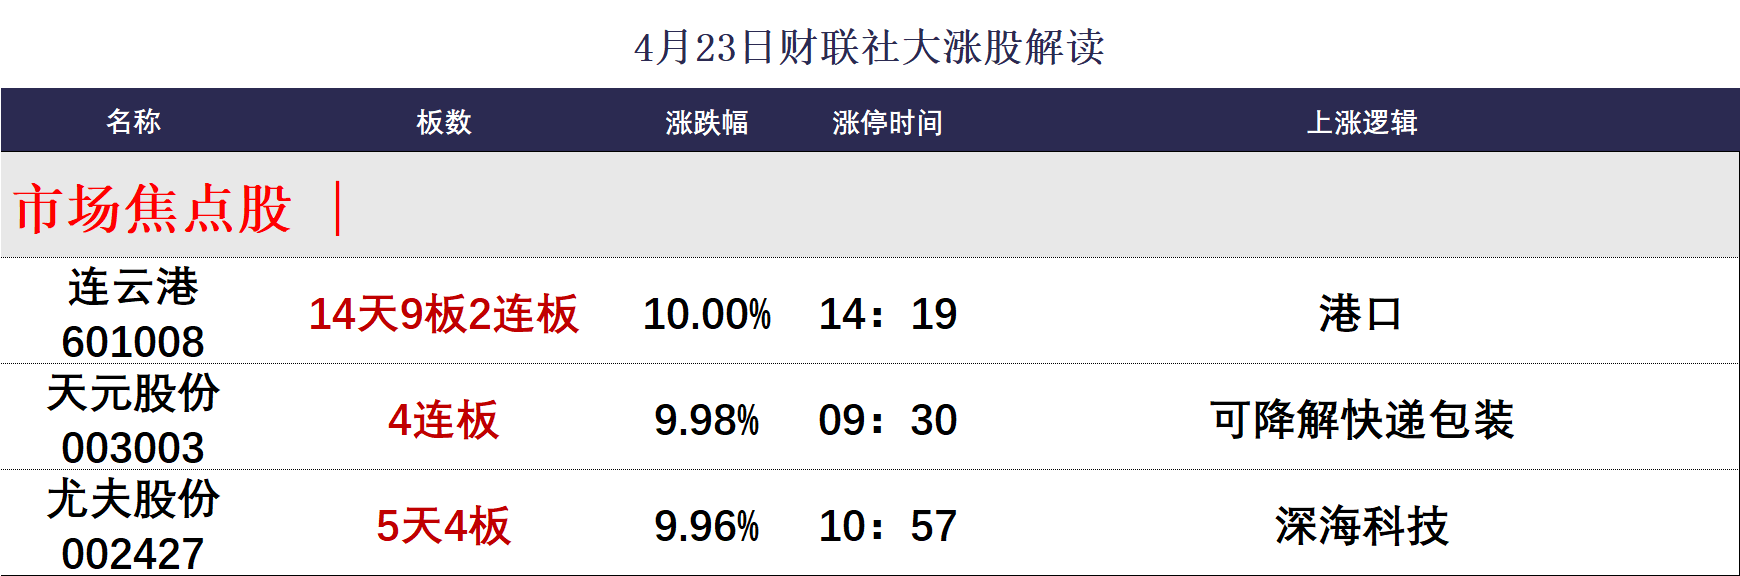 4月23日财联社大涨股解读
名称 板数 涨跌幅 涨停时间 上涨逻辑
市场焦点股 |
连云港
601008 14天9板2连板 10.00% 14：19 港口
天元股份
003003 4连板 9.98% 09：30 可降解快递包装
尤夫股份
002427 5天4板 9.96% 10：57 深海科技